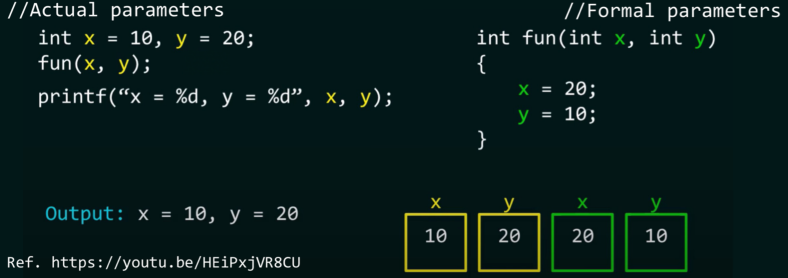 //Actual parameters
int x = 10, y = 20;
fun(x, y);
printf(“x = %d, y = %d”, x, y);
//Formal parameters
int fun(int x, int y)
{
x = 20;
y = 10;
}
Output: x = 10, y = 20
x y x y
10 20 20 10
Ref. https://youtu.be/HEiPxjVR8CU